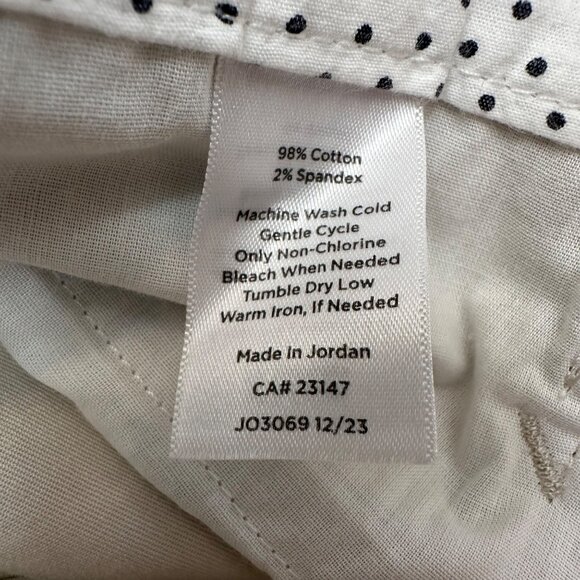 98% Cotton
2% Spandex
Machine Wash Cold
Gentle Cycle
Only Non-Chlorine
Bleach When Needed
Tumble Dry Low
Warm Iron, If Needed
Made in Jordan
CA# 23147
JO3069 12/23